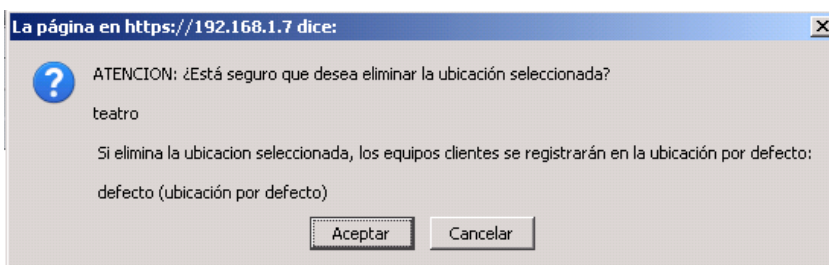 La página en https://192.168.1.7 dice:
ATENCION: ¿Está seguro que desea eliminar la ubicación seleccionada?
teatro
Si elimina la ubicacion seleccionada, los equipos clientes se registrarán en la ubicación por defecto:
defecto (ubicación por defecto)
Aceptar Cancelar